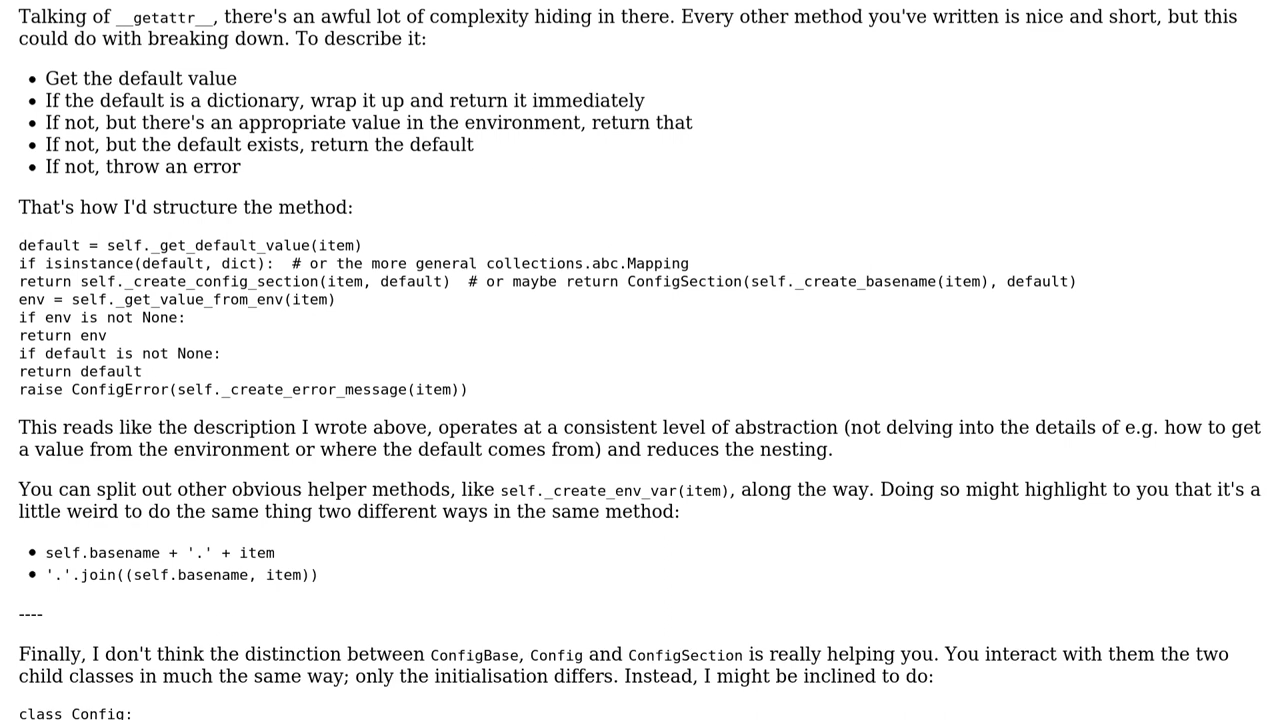 Talking of __getattr__, there's an awful lot of complexity hiding in there. Every other method you've written is nice and short, but this
could do with breaking down. To describe it:
• Get the default value
• If the default is a dictionary, wrap it up and return it immediately
• If not, but there's an appropriate value in the environment, return that
• If not, but the default exists, return the default
• If not, throw an error
That's how I'd structure the method:
default = self._get_default_value(item)
if isinstance(default, dict):  # or the more general collections.abc.Mapping
return self._create_config_section(item, default)  # or maybe return ConfigSection(self._create_basename(item), default)
env = self._get_value_from_env(item)
if env is not None:
return env
if default is not None:
return default
raise ConfigError(self._create_error_message(item))
This reads like the description I wrote above, operates at a consistent level of abstraction (not delving into the details of e.g. how to get
a value from the environment or where the default comes from) and reduces the nesting.
You can split out other obvious helper methods, like self._create_env_var(item), along the way. Doing so might highlight to you that it's a
little weird to do the same thing two different ways in the same method:
• self.basename + '.' + item
• '.'.join((self.basename, item))
----
Finally, I don't think the distinction between ConfigBase, Config and ConfigSection is really helping you. You interact with them the two
child classes in much the same way; only the initialisation differs. Instead, I might be inclined to do:
class Config: